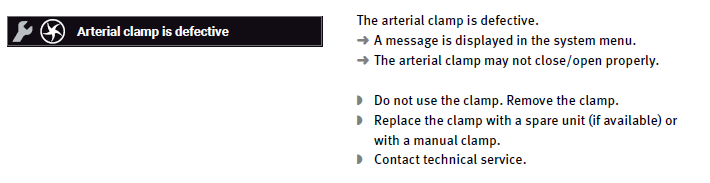 Arterial clamp is defective
The arterial clamp is defective.
➔ A message is displayed in the system menu.
➔ The arterial clamp may not close/open properly.
◗ Do not use the clamp. Remove the clamp.
◗ Replace the clamp with a spare unit (if available) or
with a manual clamp.
◗ Contact technical service.